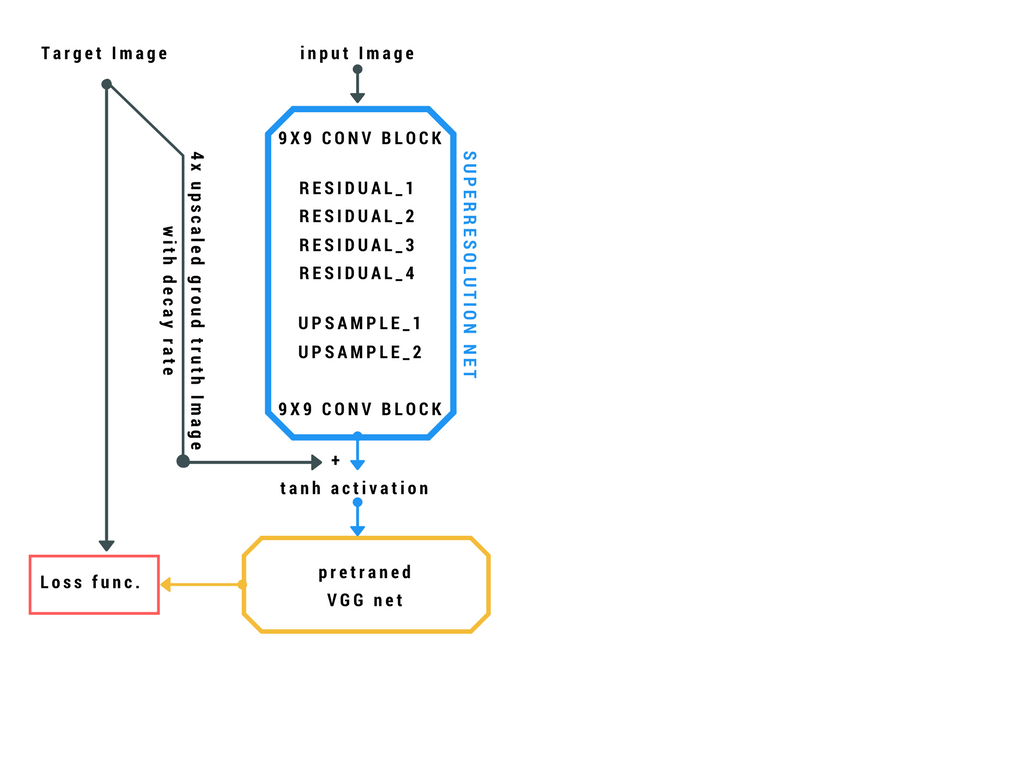 Target Image
input Image
9X9 CONV BLOCK
RESIDUAL_1
RESIDUAL_2
RESIDUAL_3
RESIDUAL_4
UPSAMPLE_1
UPSAMPLE_2
9X9 CONV BLOCK
SUPERRESOLUTION NET
4x upscaled groud truth Image
with decay rate
+
tanh activation
Loss func.
pretraned
VGG net